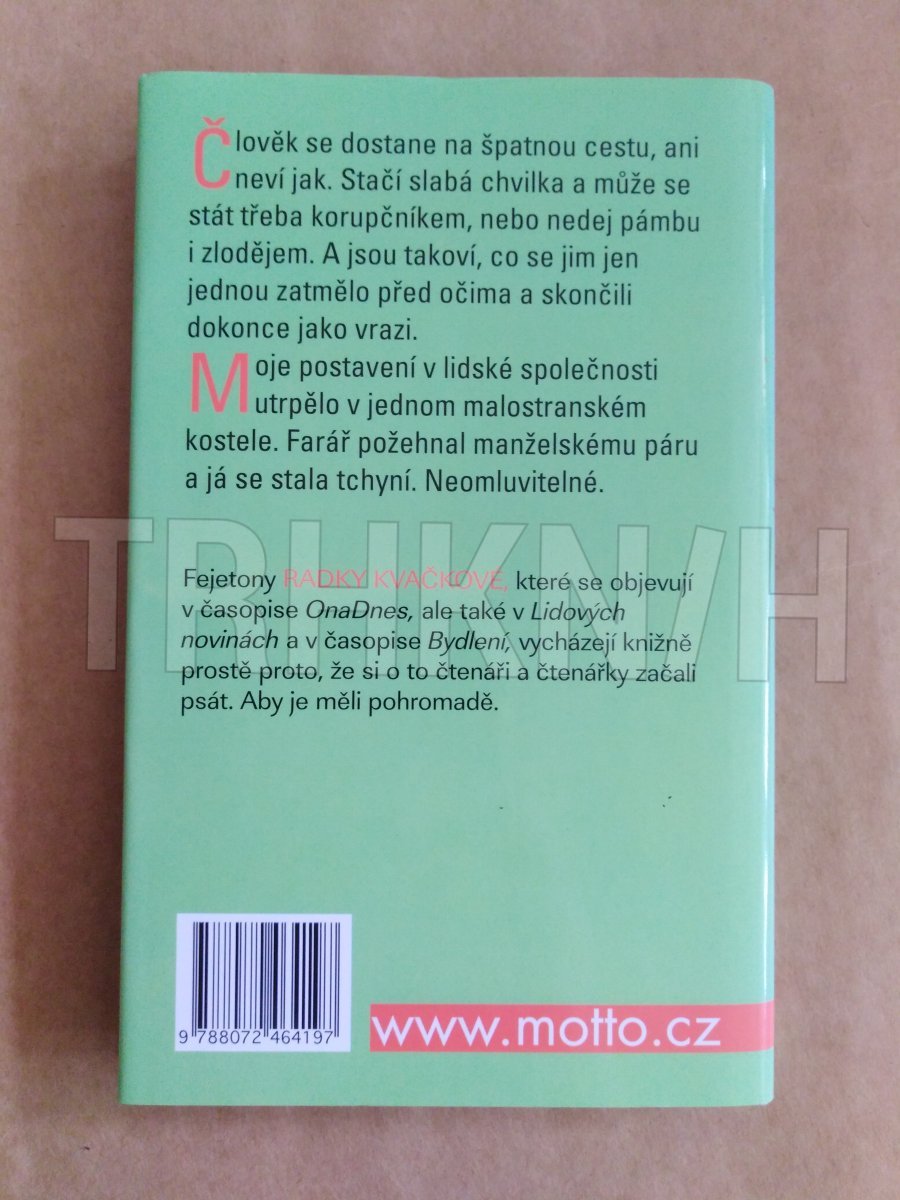 Člověk se dostane na špatnou cestu, ani
neví jak. Stačí slabá chvilka a může se
stát třeba korupčníkem, nebo nedej pámbu
i zlodějem. A jsou takoví, co se jim jen
jednou zatmělo před očima a skončili
dokonce jako vrazi.
Moje postavení v lidské společnosti
utrpělo v jednom malostranském
kostele. Farář požehnal manželskému páru
a já se stala tchyní. Neomluvitelné.
TBHKN/H
Fejetony RADKY KVAČKOVÉ, které se objevují
v časopise OnaDnes, ale také v Lidových
novinách a v časopise Bydlení, vycházejí knižně
prostě proto, že si o to čtenáři a čtenářky začali
psát. Aby je měli pohromadě.
9 788072 464197
www.motto.cz